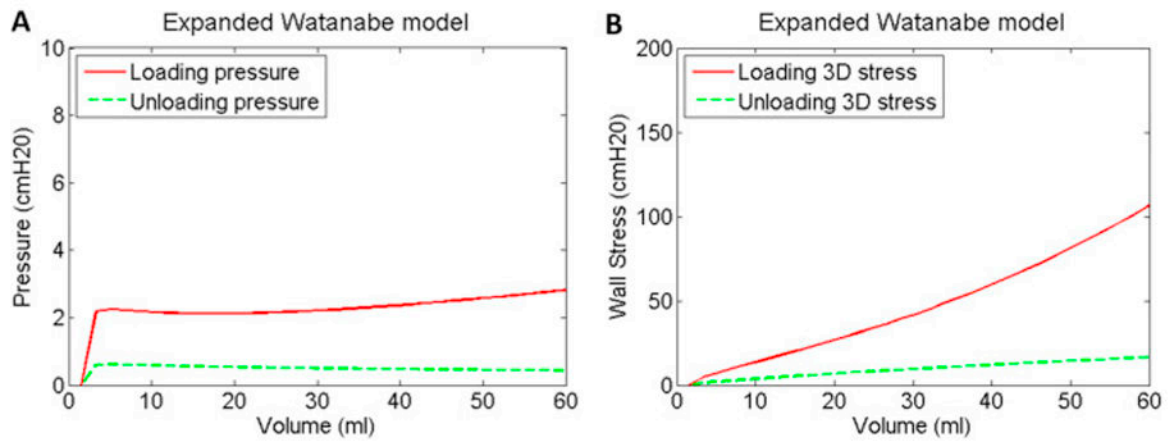 A
Expanded Watanabe model
Loading pressure
Unloading pressure
Pressure (cmH20)
10
8
6
4
2
0
0 10 20 30 40 50 60
Volume (ml)
B
Expanded Watanabe model
Loading 3D stress
Unloading 3D stress
Wall Stress (cmH20)
200
150
100
50
0
0 10 20 30 40 50 60
Volume (ml)